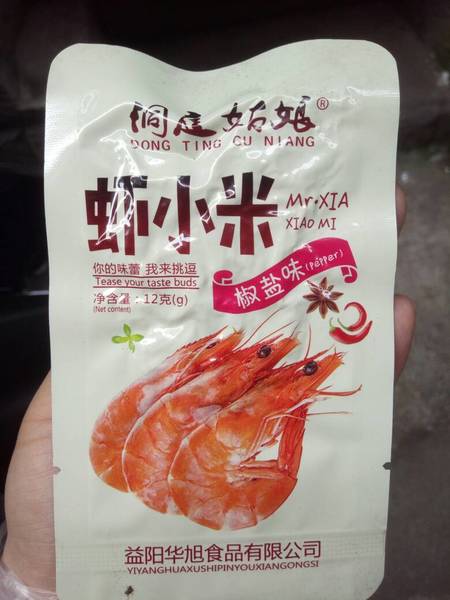 侗庭姑娘®
DONG TING GU NIANG
虾小米
Mr·XIA
XIAO MI
你的味蕾 我来挑逗
Tease your taste buds
净含量：12克(g)
(Net content)
椒盐味(pepper)
益阳华旭食品有限公司
YIYANGHUAXUSHIPINYOUXIANGONGSI